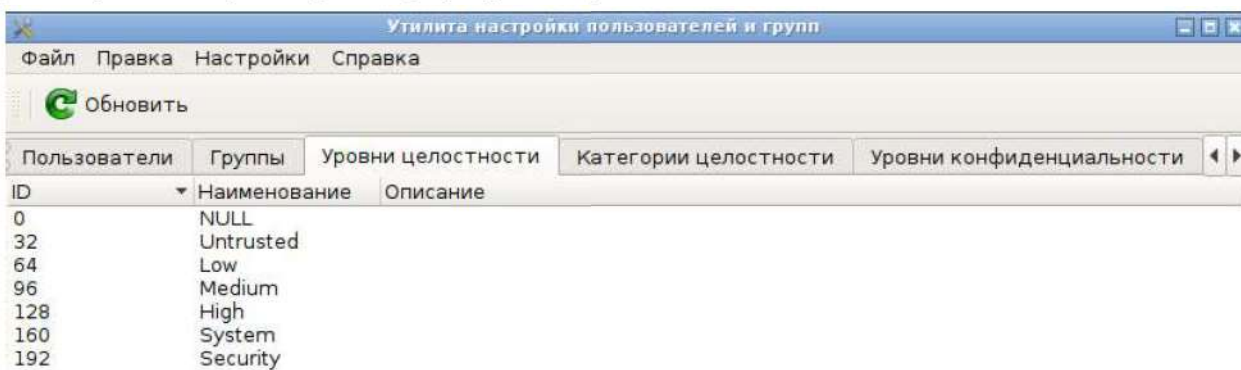 Утилита настройки пользователей и групп
Файл Правка Настройки Справка
Обновить
Пользователи Группы Уровни целостности Категории целостности Уровни конфиденциальности
ID Наименование Описание
0 NULL
32 Untrusted
64 Low
96 Medium
128 High
160 System
192 Security